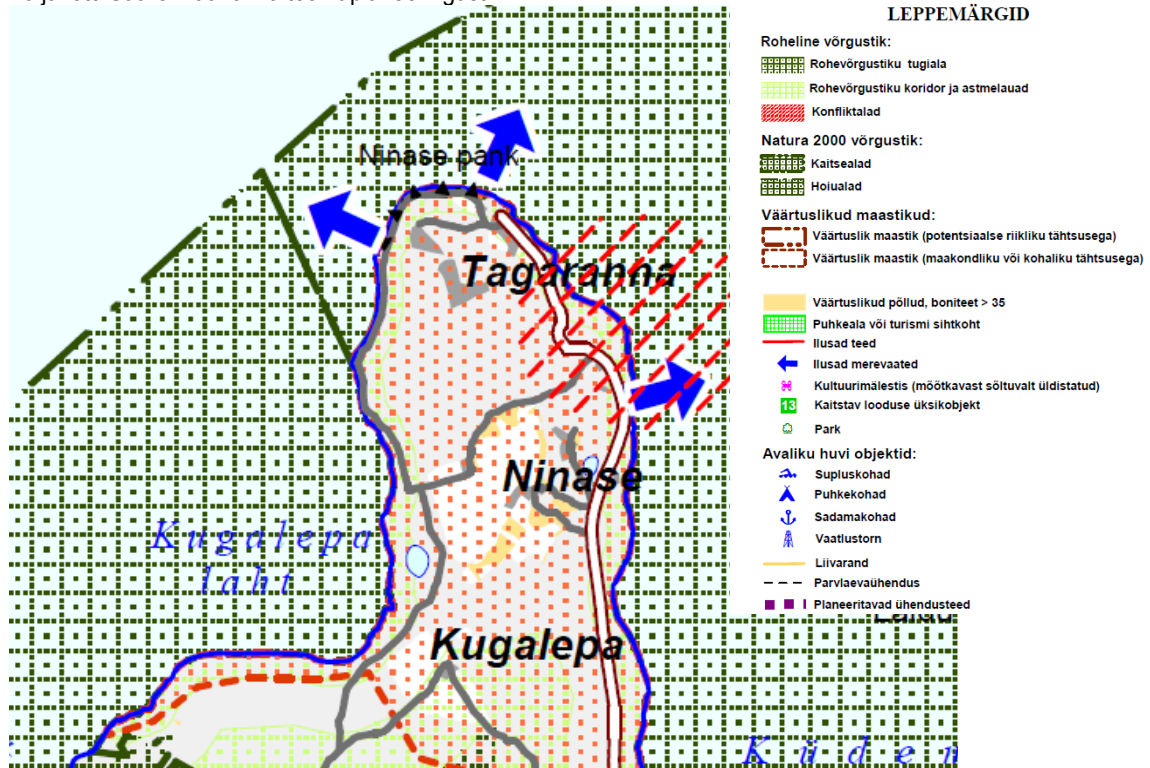 LEPPEMÄRGID
Roheline võrgustik:
Rohevõrgustiku tugiala
Rohevõrgustiku koridor ja astmelauad
Konfliktalad
Natura 2000 võrgustik:
Kaitsealad
Hoiualad
Väärtuslikud maastikud:
Väärtuslik maastik (potentsiaalse riikliku tähtsusega)
Väärtuslik maastik (maakondliku või kohaliku tähtsusega)
Väärtuslikud põllud, boniteet > 35
Puhkeala või turismi sihtkoht
Ilusad teed
Ilusad merevaated
Kultuurimälestis (mõõtkavast sõltuvalt üldistatud)
13 Kaitstav looduse üksikobjekt
Park
Avaliku huvi objektid:
Supluskohad
Puhkekohad
Sadamakohad
Vaatlustorn
Liivarand
Parvlaevaühendus
Planeeritavad ühendusteed
Ninase pank
Tagaranna
Ninase
Kugalepa
laht
Kugalepa
Küden